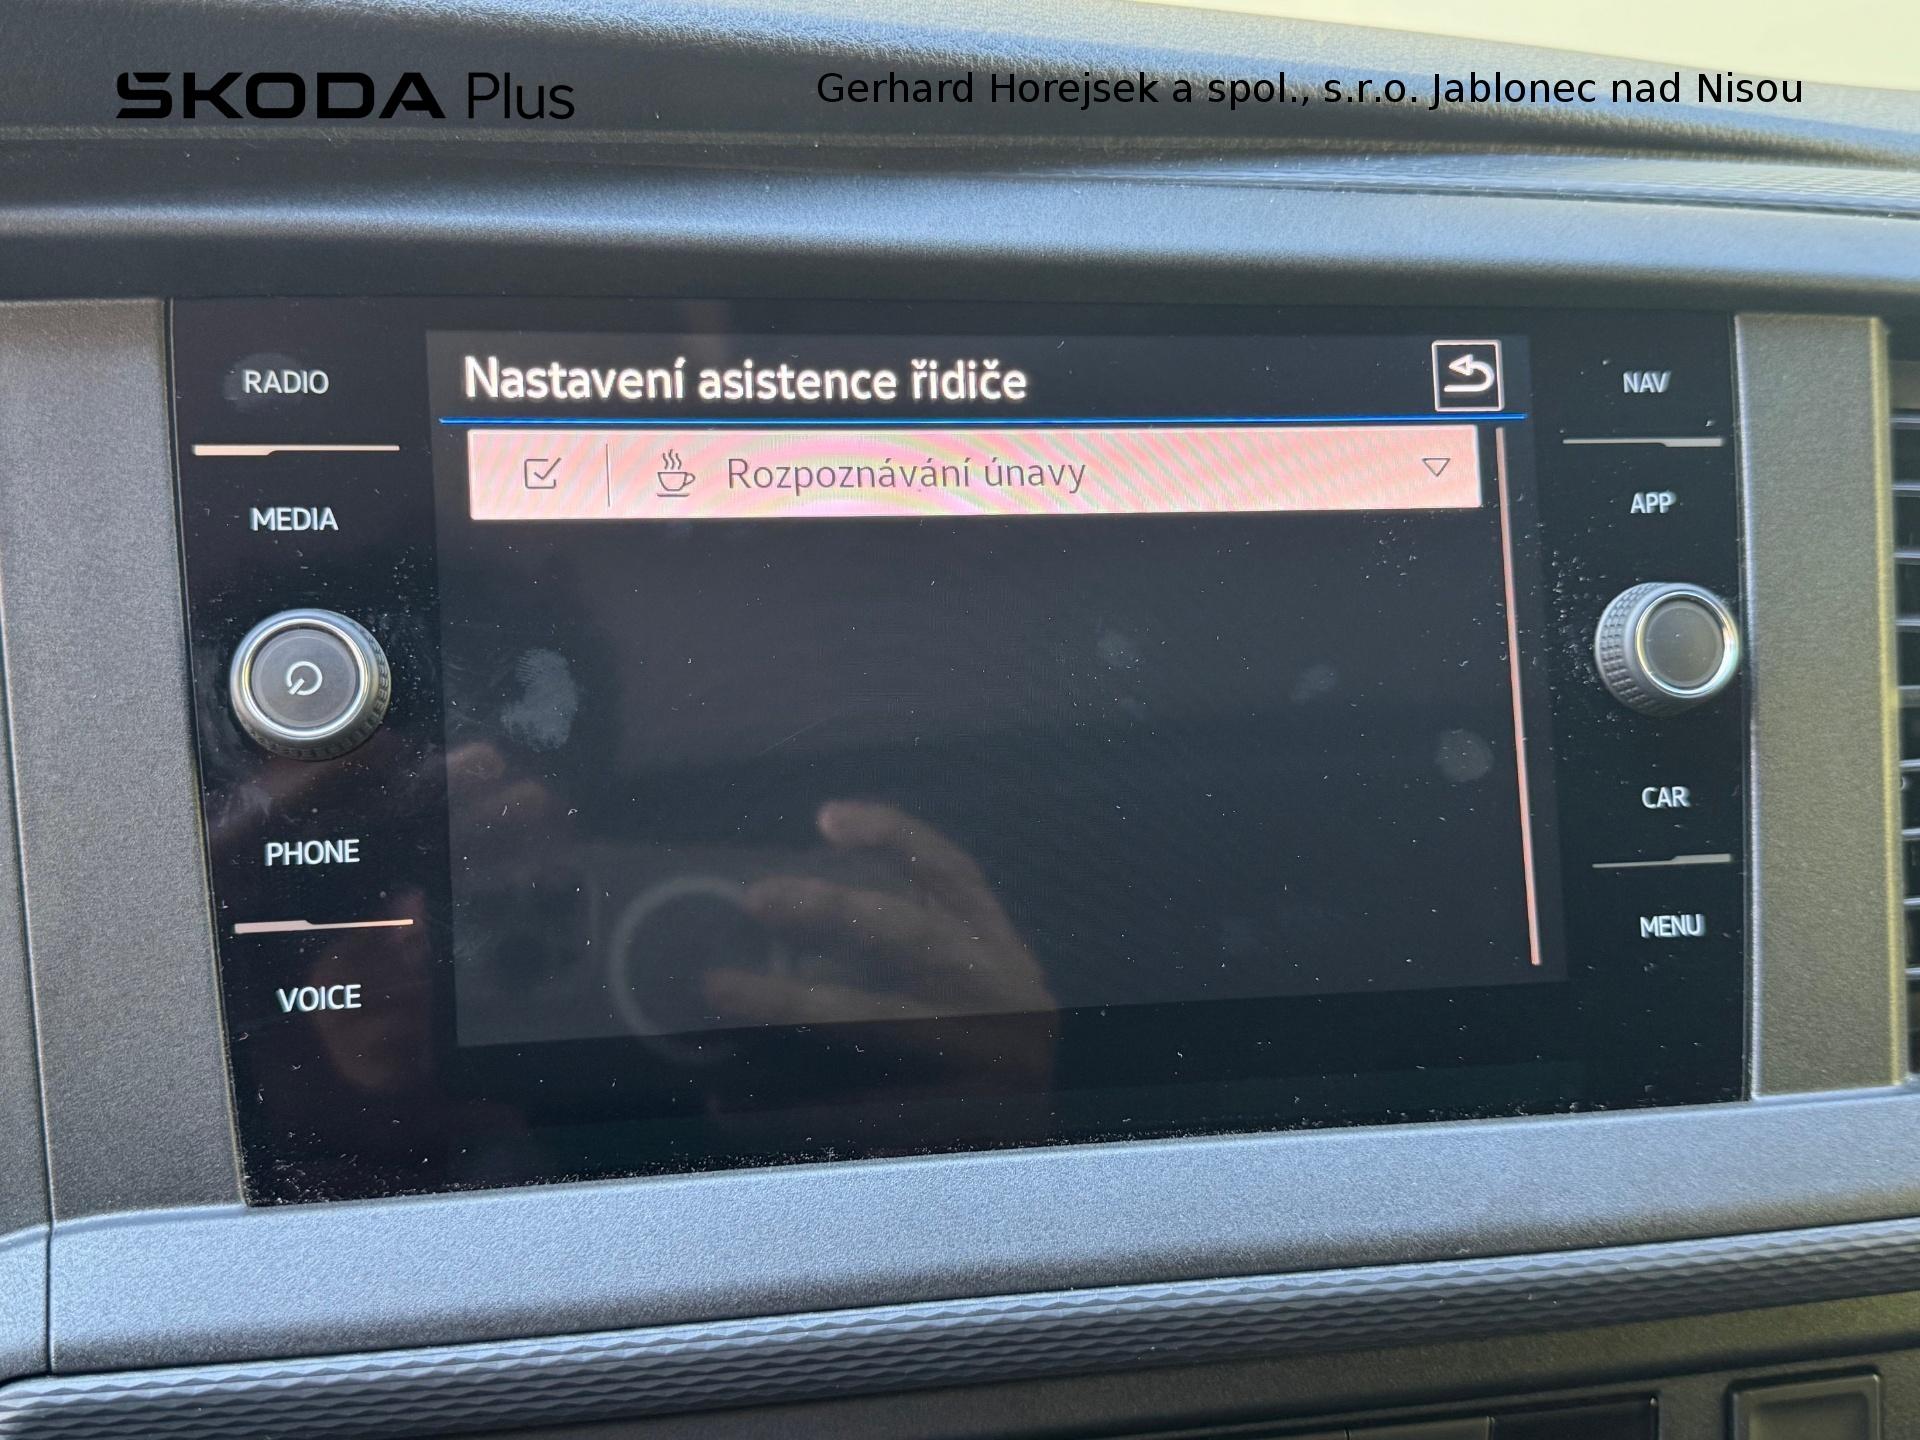 ŠKODA Plus
Gerhard Horejsek a spol., s.r.o. Jablonec nad Nisou
RADIO
Nastavení asistence řidiče
NAV
Rozpoznávání únavy
MEDIA
APP
PHONE
CAR
VOICE
MENU